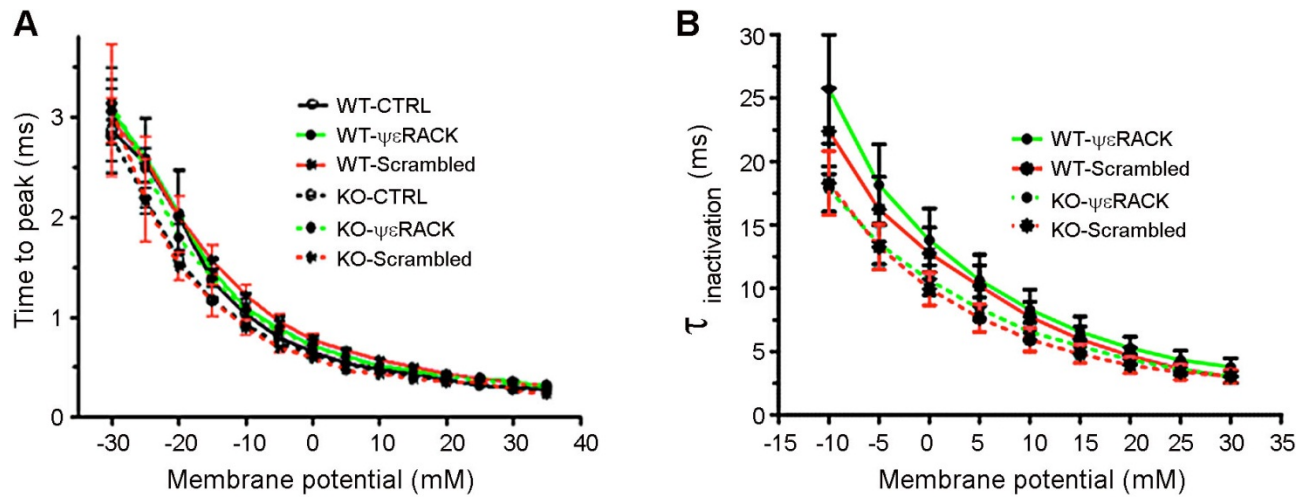 A
Time to peak (ms)
3
2
1
0
WT-CTRL
WT-ψεRACK
WT-Scrambled
KO-CTRL
KO-ψεRACK
KO-Scrambled
-30
-20
-10
0
10
20
30
40
Membrane potential (mM)
B
τ inactivation (ms)
30
25
20
15
10
5
0
WT-ψεRACK
WT-Scrambled
KO-ψεRACK
KO-Scrambled
-15
-10
-5
0
5
10
15
20
25
30
35
Membrane potential (mM)